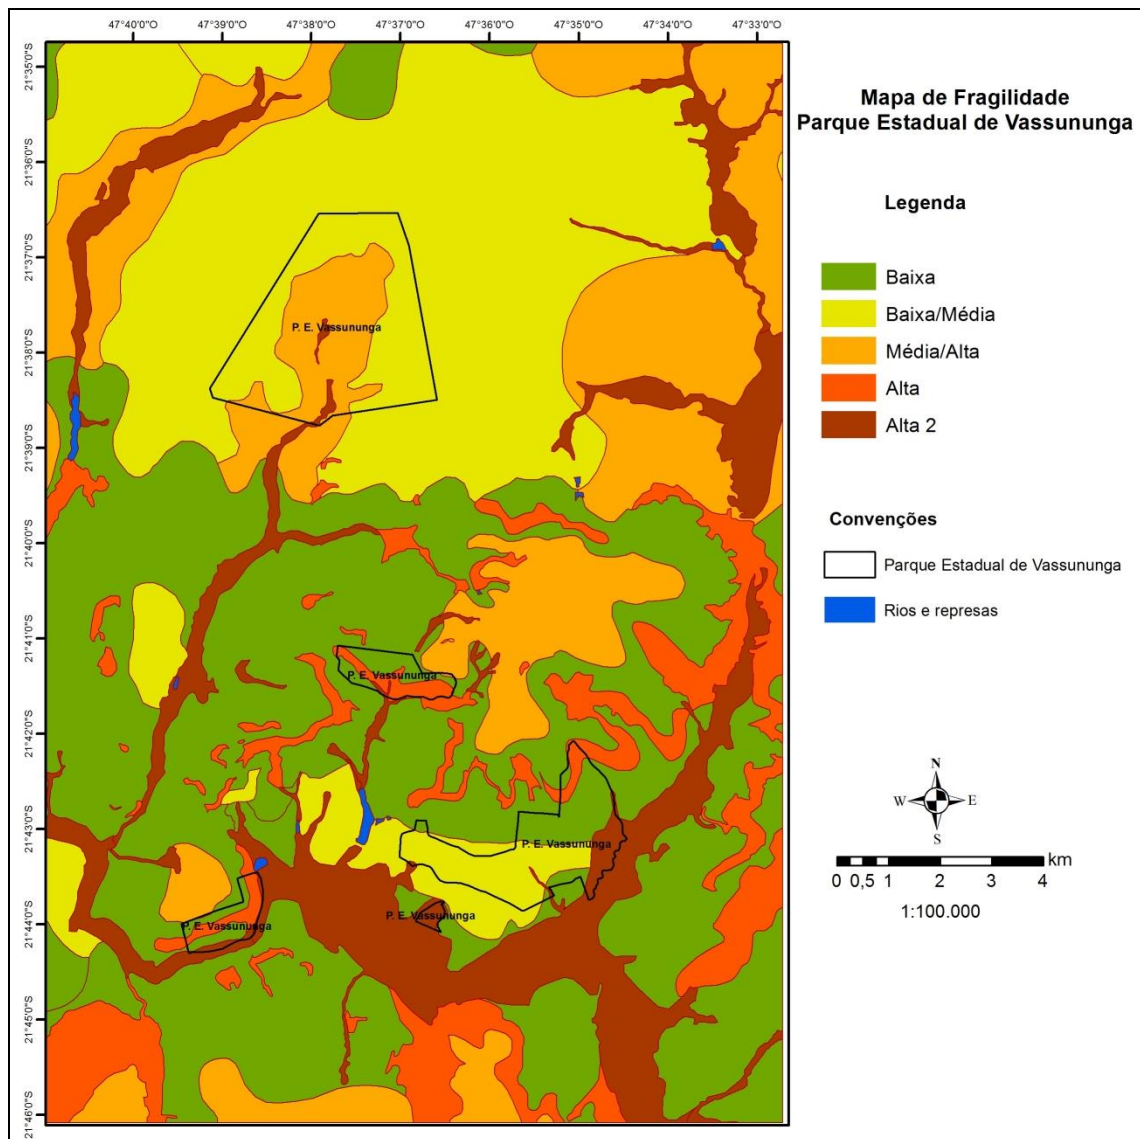 47°40'0"O 47°39'0"O 47°38'0"O 47°37'0"O 47°36'0"O 47°35'0"O 47°34'0"O 47°33'0"O
21°35'0"S
21°36'0"S
21°37'0"S
21°38'0"S
21°39'0"S
21°40'0"S
21°41'0"S
21°42'0"S
21°43'0"S
21°44'0"S
21°45'0"S
21°46'0"S
P. E. Vassununga
P. E. Vassununga
P. E. Vassununga
P. E. Vassununga
P. E. Vassununga
Mapa de Fragilidade
Parque Estadual de Vassununga
Legenda
Baixa
Baixa/Média
Média/Alta
Alta
Alta 2
Convenções
Parque Estadual de Vassununga
Rios e represas
N
W E
S
km
0 0,5 1 2 3 4
1:100.000